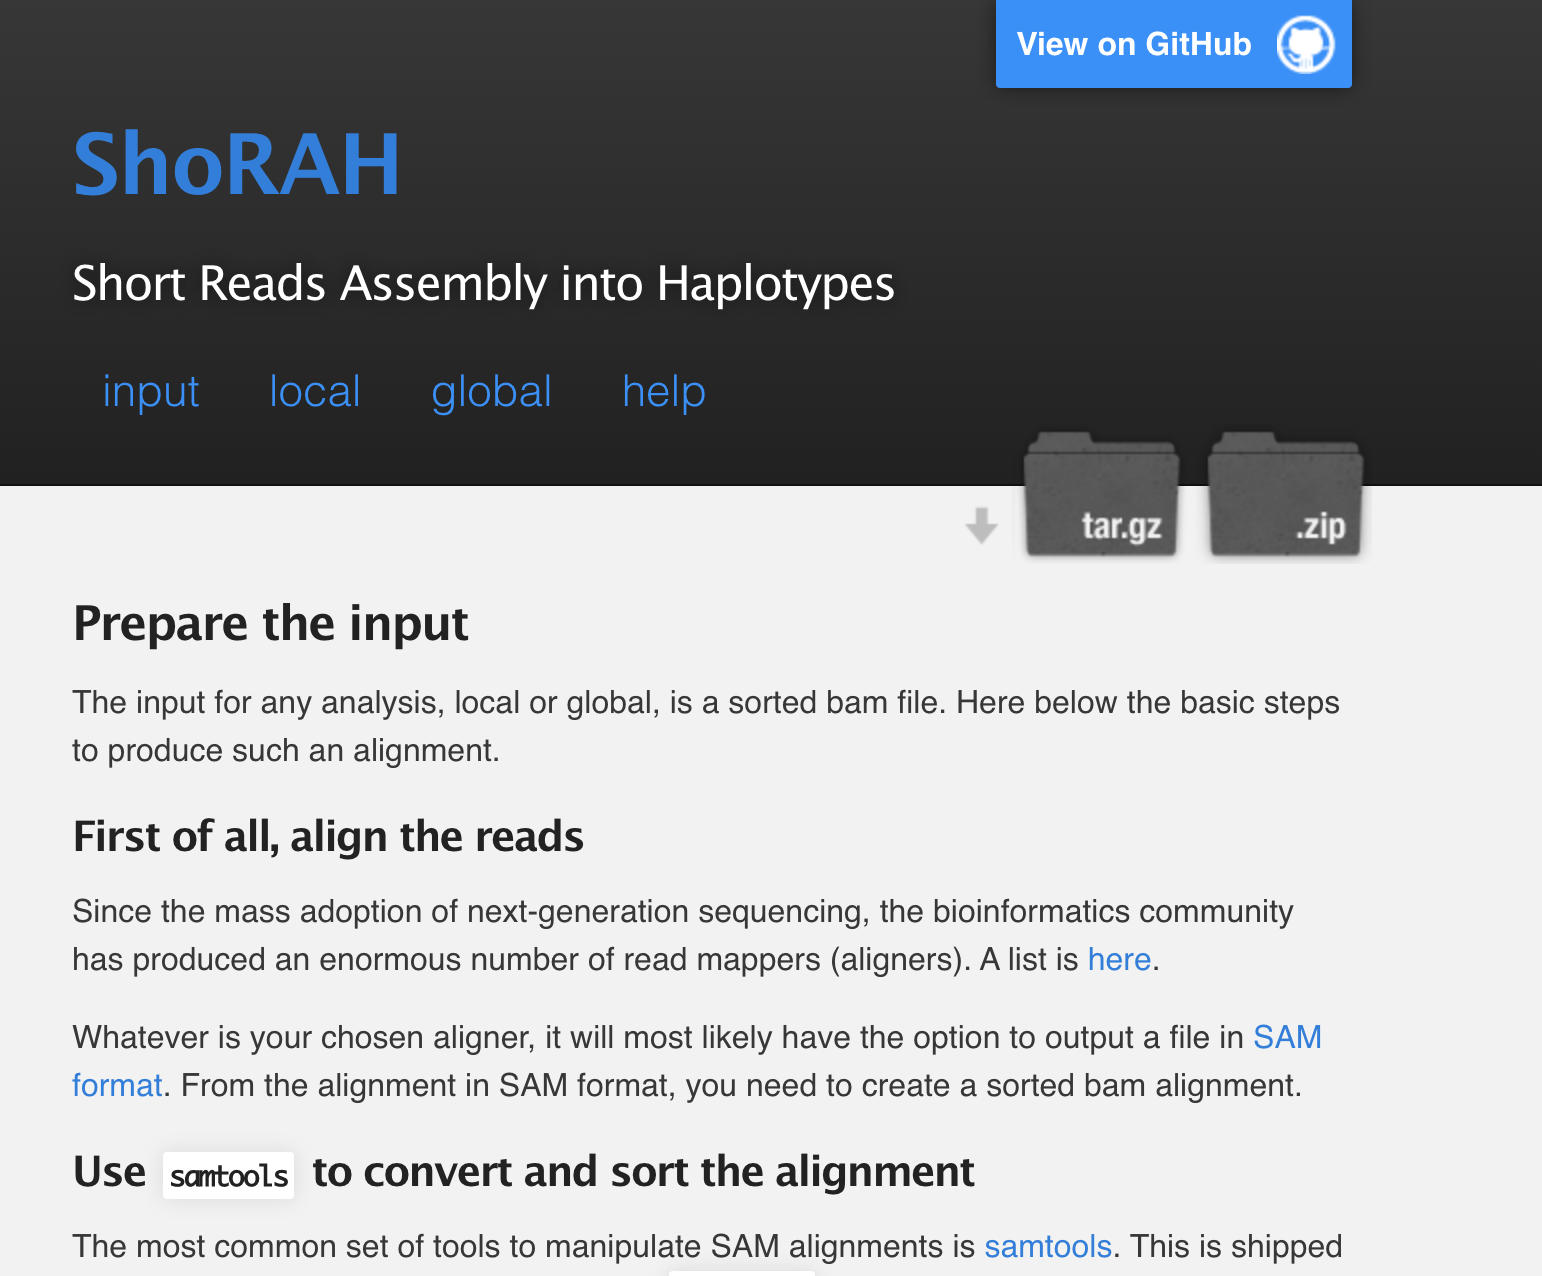 View on GitHub
ShoRAH
Short Reads Assembly into Haplotypes
input local global help
tar.gz .zip
Prepare the input
The input for any analysis, local or global, is a sorted bam file. Here below the basic steps
to produce such an alignment.
First of all, align the reads
Since the mass adoption of next-generation sequencing, the bioinformatics community
has produced an enormous number of read mappers (aligners). A list is here.
Whatever is your chosen aligner, it will most likely have the option to output a file in SAM
format. From the alignment in SAM format, you need to create a sorted bam alignment.
Use samtools to convert and sort the alignment
The most common set of tools to manipulate SAM alignments is samtools. This is shipped